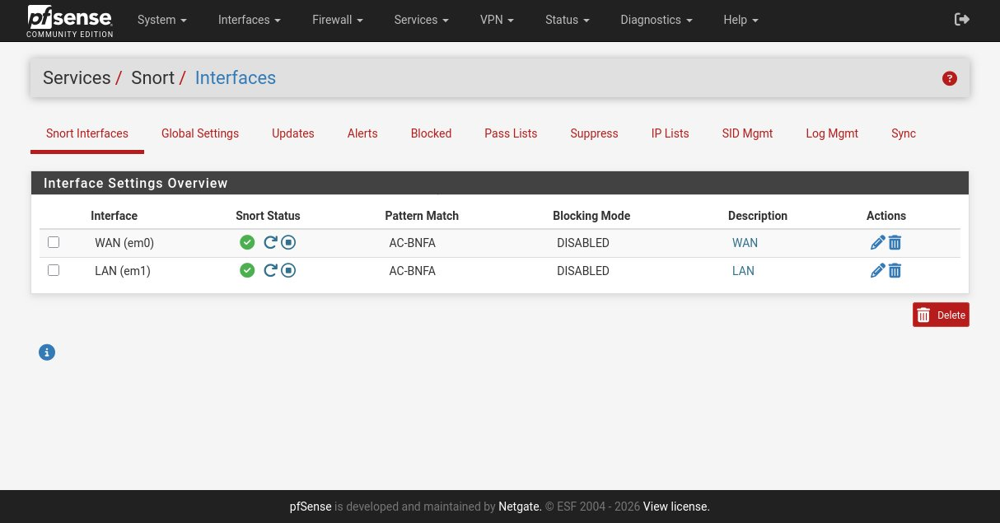 pfsense
COMMUNITY EDITION
System Interfaces Firewall Services VPN Status Diagnostics Help
Services / Snort / Interfaces
Snort Interfaces Global Settings Updates Alerts Blocked Pass Lists Suppress IP Lists SID Mgmt Log Mgmt Sync
Interface Settings Overview
Interface Snort Status Pattern Match Blocking Mode Description Actions
WAN (em0) AC-BNFA DISABLED WAN
LAN (em1) AC-BNFA DISABLED LAN
Delete
pfSense is developed and maintained by Netgate. © ESF 2004 - 2026 View license.